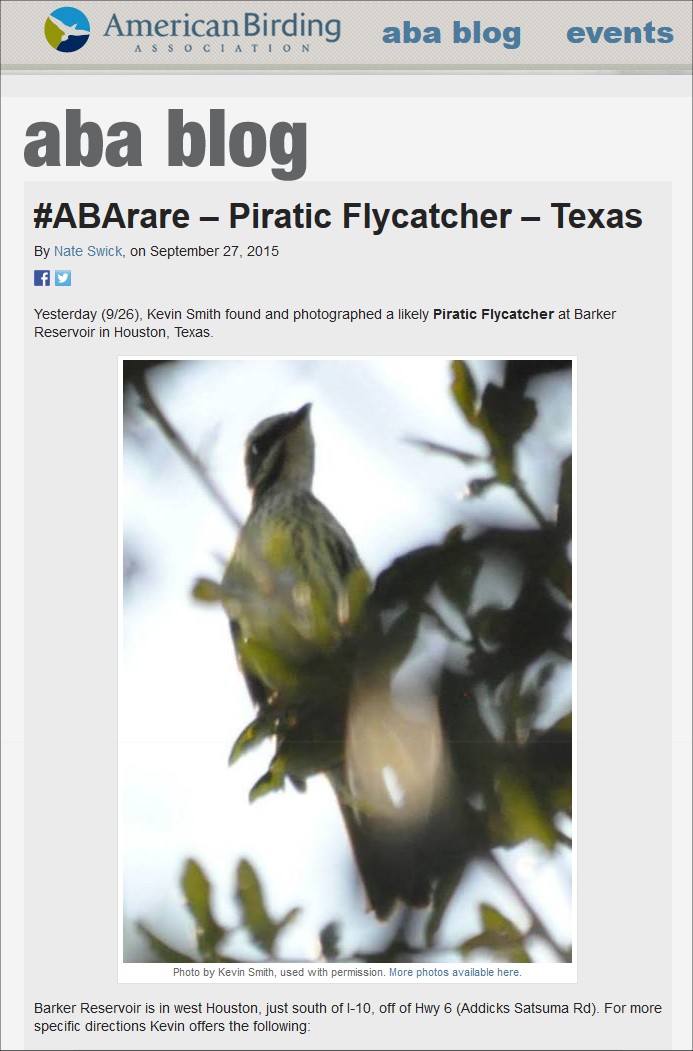 American Birding
ASSOCIATION
aba blog
events
aba blog
#ABArare – Piratic Flycatcher – Texas
By Nate Swick, on September 27, 2015
Yesterday (9/26), Kevin Smith found and photographed a likely Piratic Flycatcher at Barker
Reservoir in Houston, Texas.
Photo by Kevin Smith, used with permission. More photos available here.
Barker Reservoir is in west Houston, just south of I-10, off of Hwy 6 (Addicks Satsuma Rd). For more
specific directions Kevin offers the following: